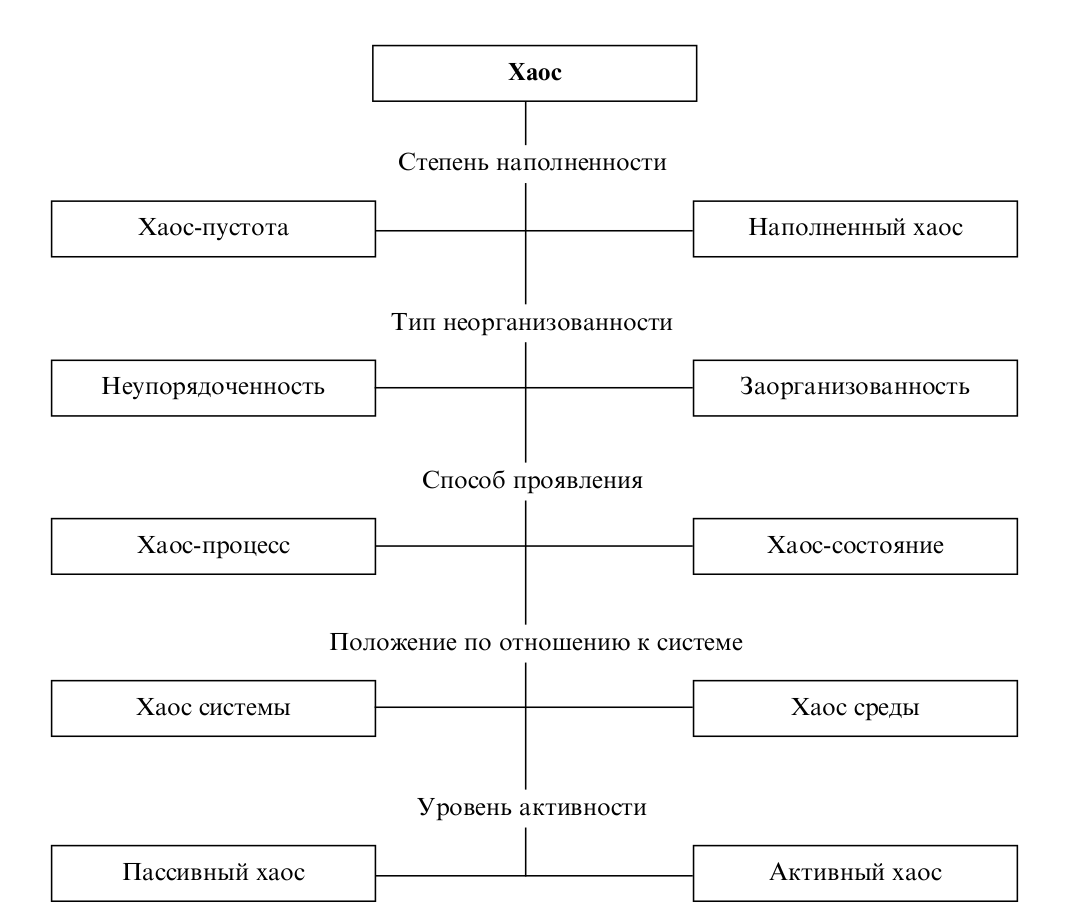 Хаос
Степень наполненности
Хаос-пустота
Наполненный хаос
Тип неорганизованности
Неупорядоченность
Заорганизованность
Способ проявления
Хаос-процесс
Хаос-состояние
Положение по отношению к системе
Хаос системы
Хаос среды
Уровень активности
Пассивный хаос
Активный хаос